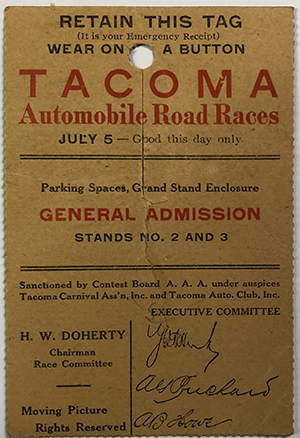 RETAIN THIS TAG
(It is your Emergency Receipt)
WEAR ON A BUTTON
TACOMA
Automobile Road Races
JULY 5 — Good this day only
Parking Spaces, Grand Stand Enclosure
GENERAL ADMISSION
STANDS NO. 2 AND 3
Sanctioned by Contest Board A. A. A. under auspices
Tacoma Carnival Ass'n, Inc. and Tacoma Auto. Club, Inc.
H. W. DOHERTY
Chairman
Race Committee
Moving Picture
Rights Reserved
EXECUTIVE COMMITTEE
AB Howe